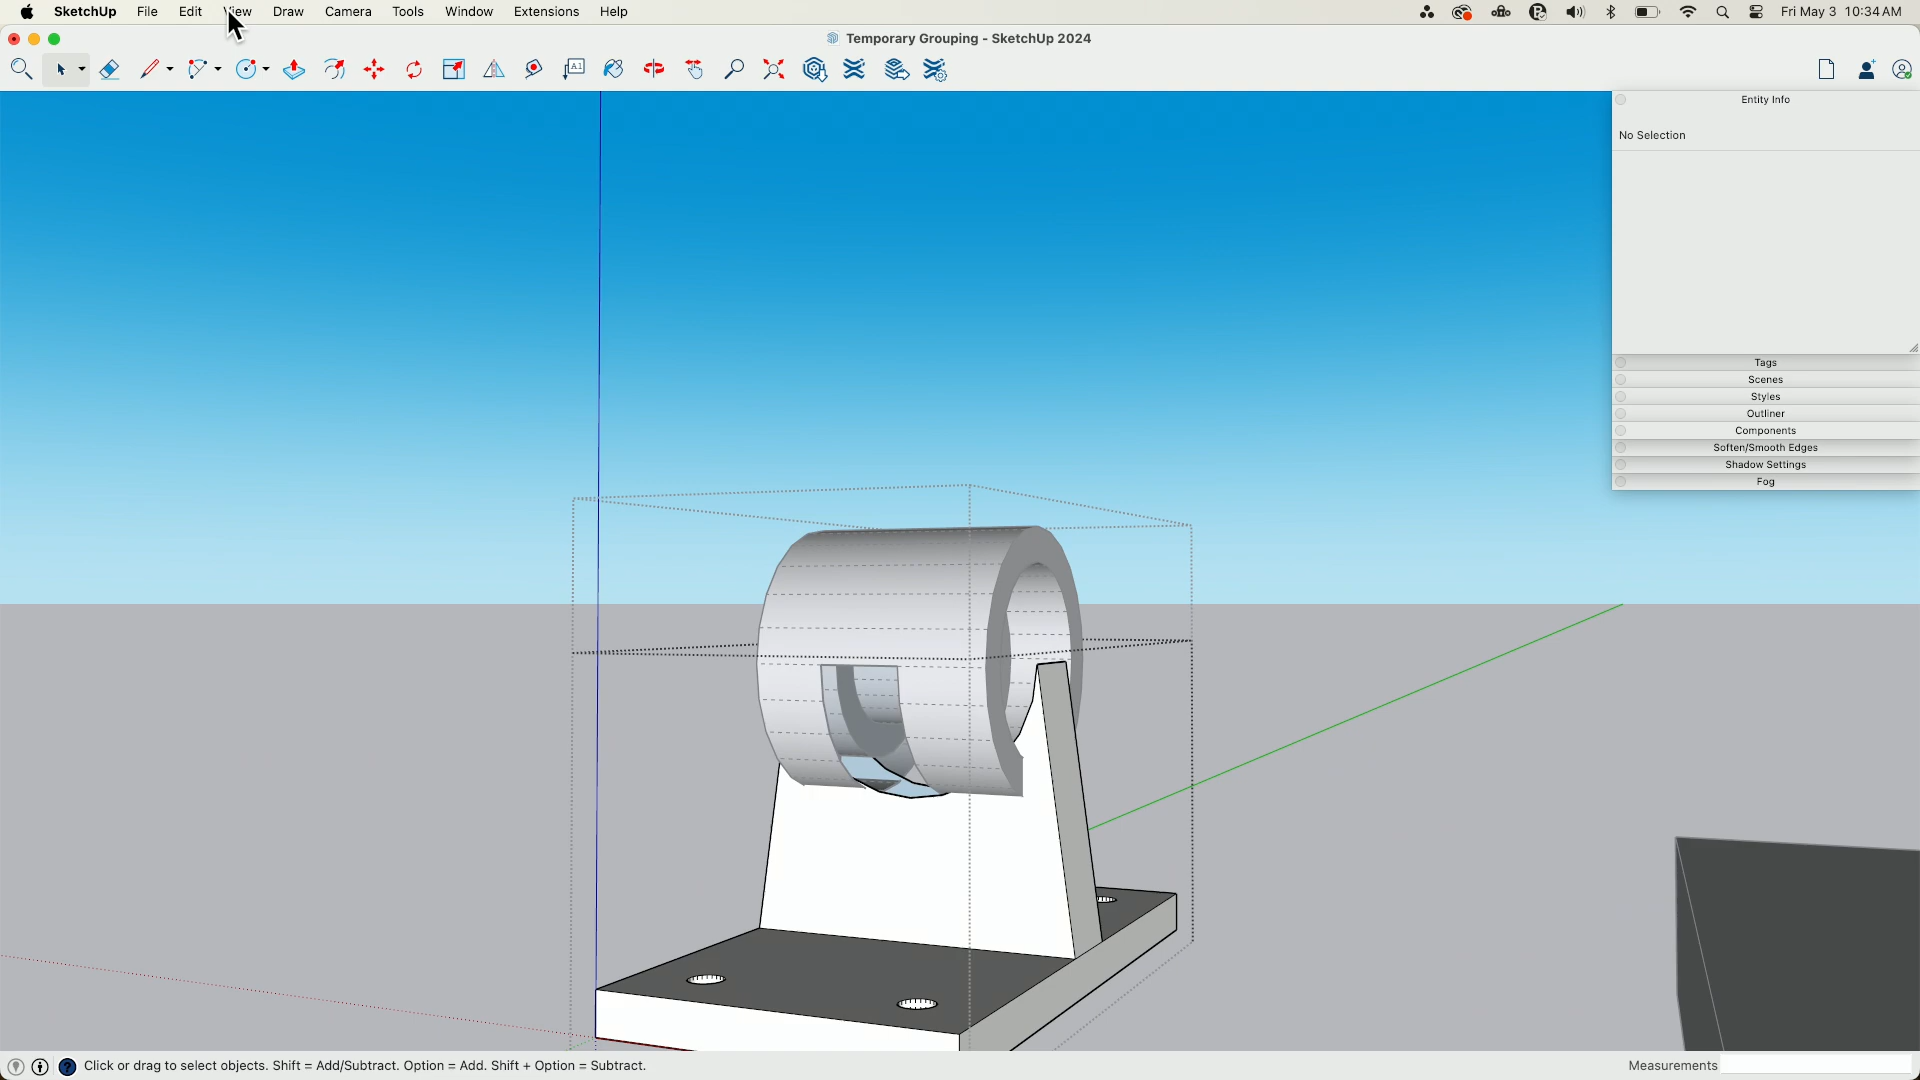 SketchUp File Edit View Draw Camera Tools Window Extensions Help Fri May 3 10:34 AM
Temporary Grouping - SketchUp 2024
A1
Entity Info
No Selection
Tags
Scenes
Styles
Outliner
Components
Soften/Smooth Edges
Shadow Settings
Fog
Click or drag to select objects. Shift = Add/Subtract. Option = Add. Shift + Option = Subtract. Measurements